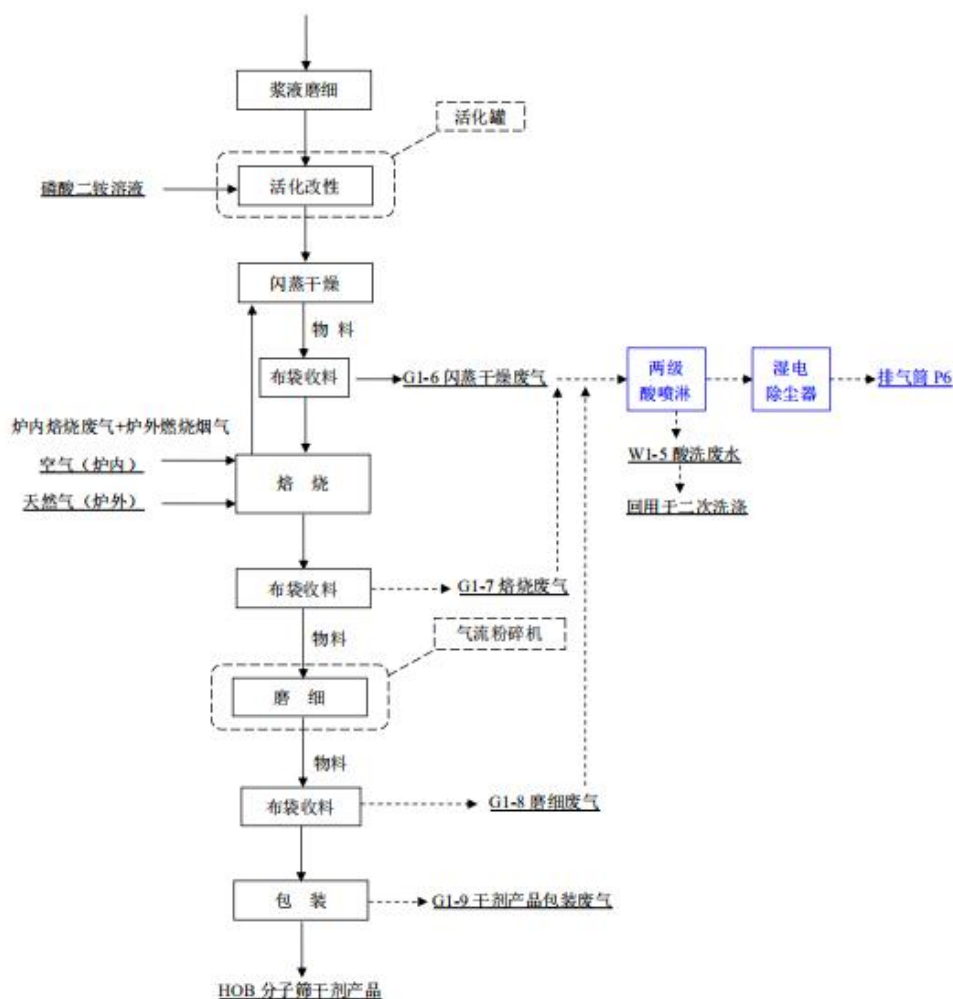 浆液磨细
活化罐
磷酸二铵溶液
活化改性
闪蒸干燥
物 料
布袋收料
G1-6 闪蒸干燥废气
两级
酸喷淋
湿电
除尘器
排气筒 P6
炉内焙烧废气+炉外燃烧烟气
空气（炉内）
天然气（炉外）
焙 烧
W1-5 酸洗废水
回用于二次洗涤
布袋收料
G1-7 焙烧废气
物料
气流粉碎机
磨 细
物料
布袋收料
G1-8 磨细废气
包 装
G1-9 干剂产品包装废气
HOB 分子筛干剂产品